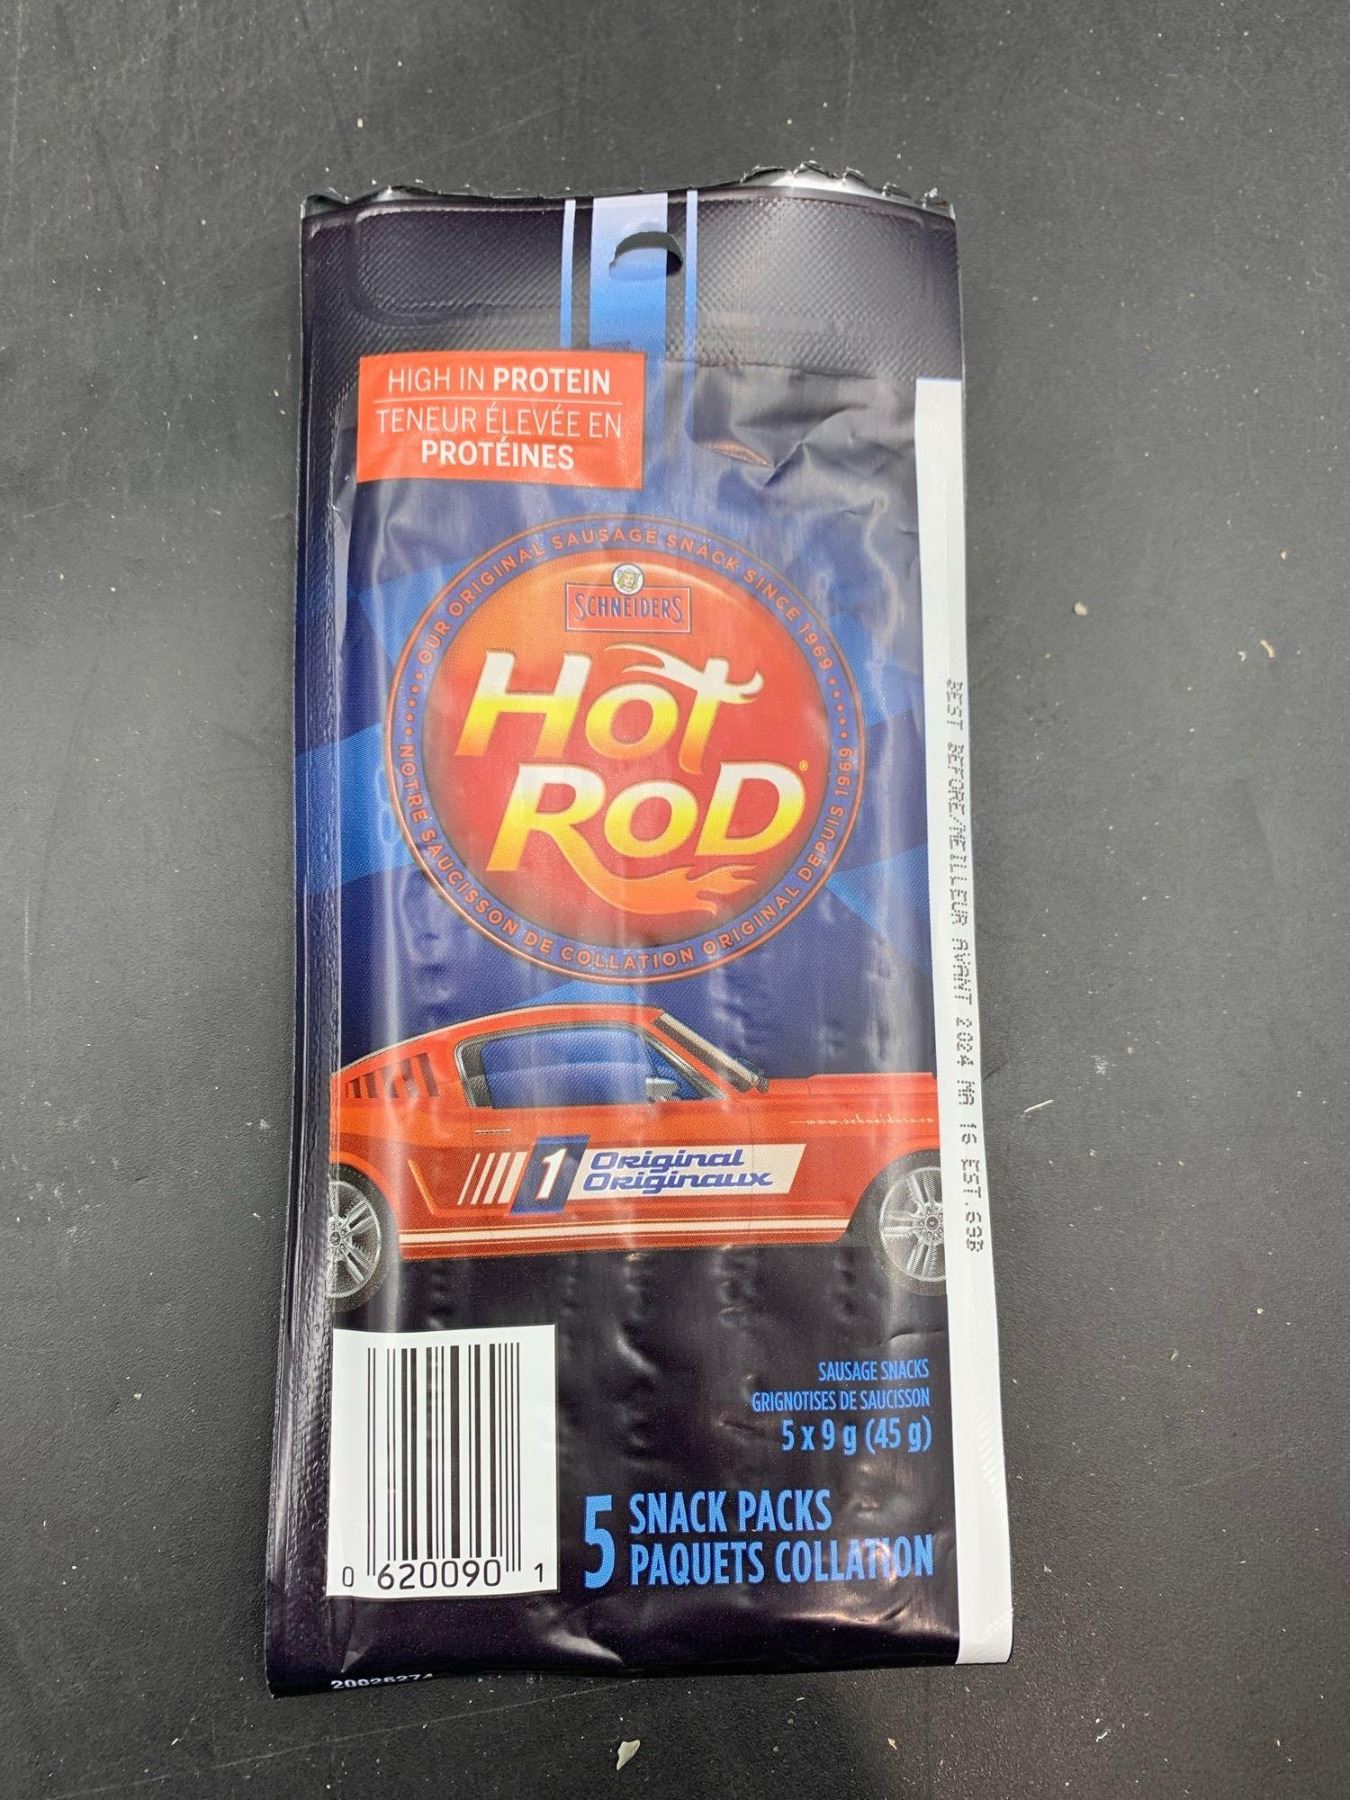 HIGH IN PROTEIN
TENEUR ÉLEVÉE EN
PROTÉINES
OUR ORIGINAL SAUSAGE SNACK SINCE 1969
SCHNEIDERS
HOT
ROD®
NOTRE SAUCISSON DE COLLATION ORIGINAL DEPUIS 1969
BEST BEFORE/MEILLEUR AVANT 2024 MA 16 EST.69B
1 Original
Originaux
SAUSAGE SNACKS
GRIGNOTISES DE SAUCISSON
5 x 9 g (45 g)
5 SNACK PACKS
PAQUETS COLLATION
0 620090 1
20026274